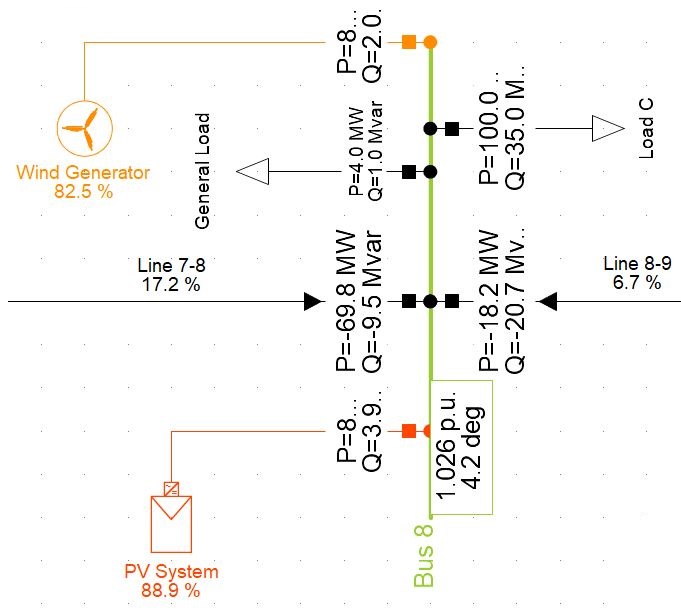 P=8...
Q=2.0.
Wind Generator
82.5 %
General Load
P=4.0 MW
Q=1.0 Mvar
P=100.0 ..
Q=35.0 M..
Load C
Line 7-8
17.2 %
P=-69.8 MW
Q=-9.5 Mvar
P=-18.2 MW
Q=-20.7 Mv..
Line 8-9
6.7 %
P=8...
Q=3.9..
1.026 p.u.
4.2 deg
Bus 8
PV System
88.9 %